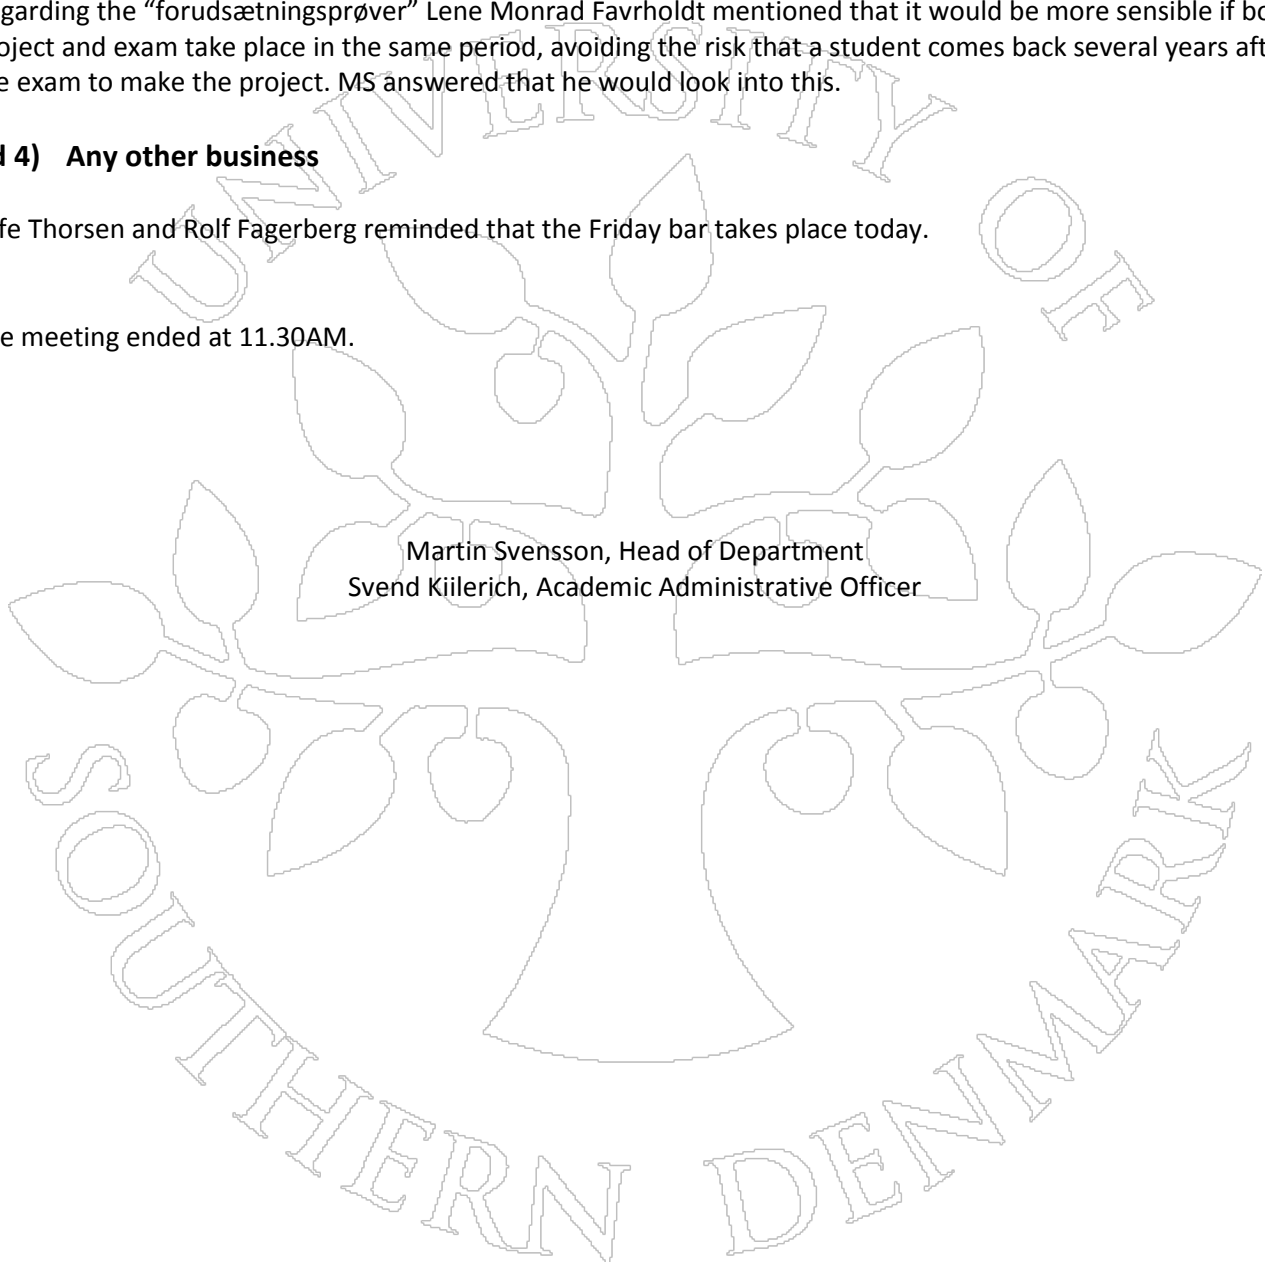 garding the “forudsætningsprøver” Lene Monrad Favrholdt mentioned that it would be more sensible if bo
oject and exam take place in the same period, avoiding the risk that a student comes back several years aft
e exam to make the project. MS answered that he would look into this.
d 4) Any other business
fe Thorsen and Rolf Fagerberg reminded that the Friday bar takes place today.
e meeting ended at 11.30AM.
Martin Svensson, Head of Department
Svend Kiilerich, Academic Administrative Officer
UNIVERSITY OF
SOUTHERN DENMARK